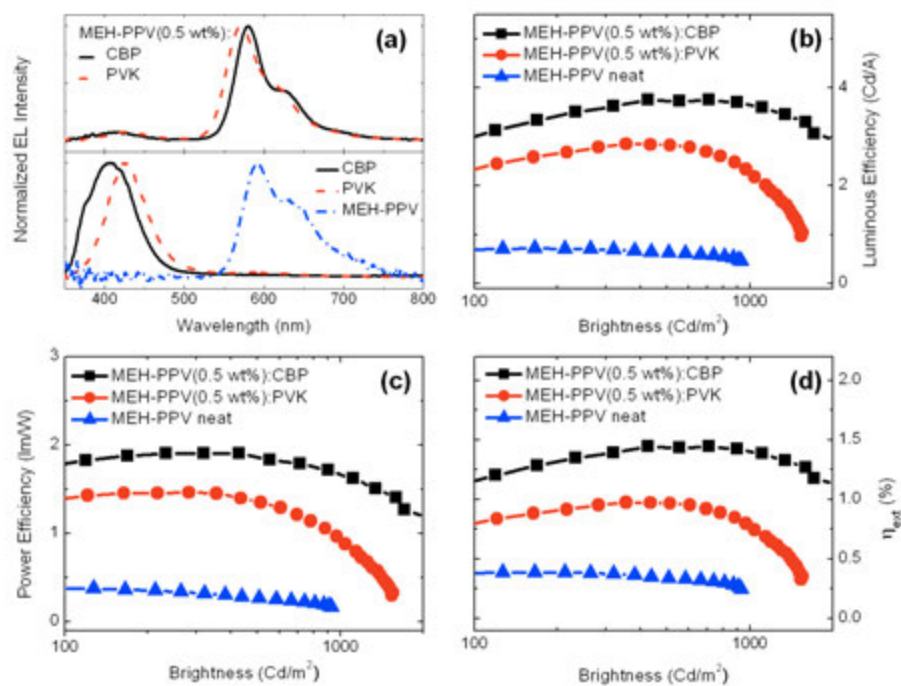 MEH-PPV(0.5 wt%):
(a)
CBP
PVK
CBP
PVK
MEH-PPV
Normalized EL Intensity
400 500 600 700 800
Wavelength (nm)
MEH-PPV(0.5 wt%):CBP
(b)
MEH-PPV(0.5 wt%):PVK
MEH-PPV neat
4
2
0
Luminous Efficiency (Cd/A)
100 1000
Brightness (Cd/m²)
3
MEH-PPV(0.5 wt%):CBP
(c)
MEH-PPV(0.5 wt%):PVK
MEH-PPV neat
2
1
0
Power Efficiency (lm/W)
100 1000
Brightness (Cd/m²)
MEH-PPV(0.5 wt%):CBP
(d)
MEH-PPV(0.5 wt%):PVK
MEH-PPV neat
2.0
1.5
1.0
0.5
0.0
ηext (%)
100 1000
Brightness (Cd/m²)